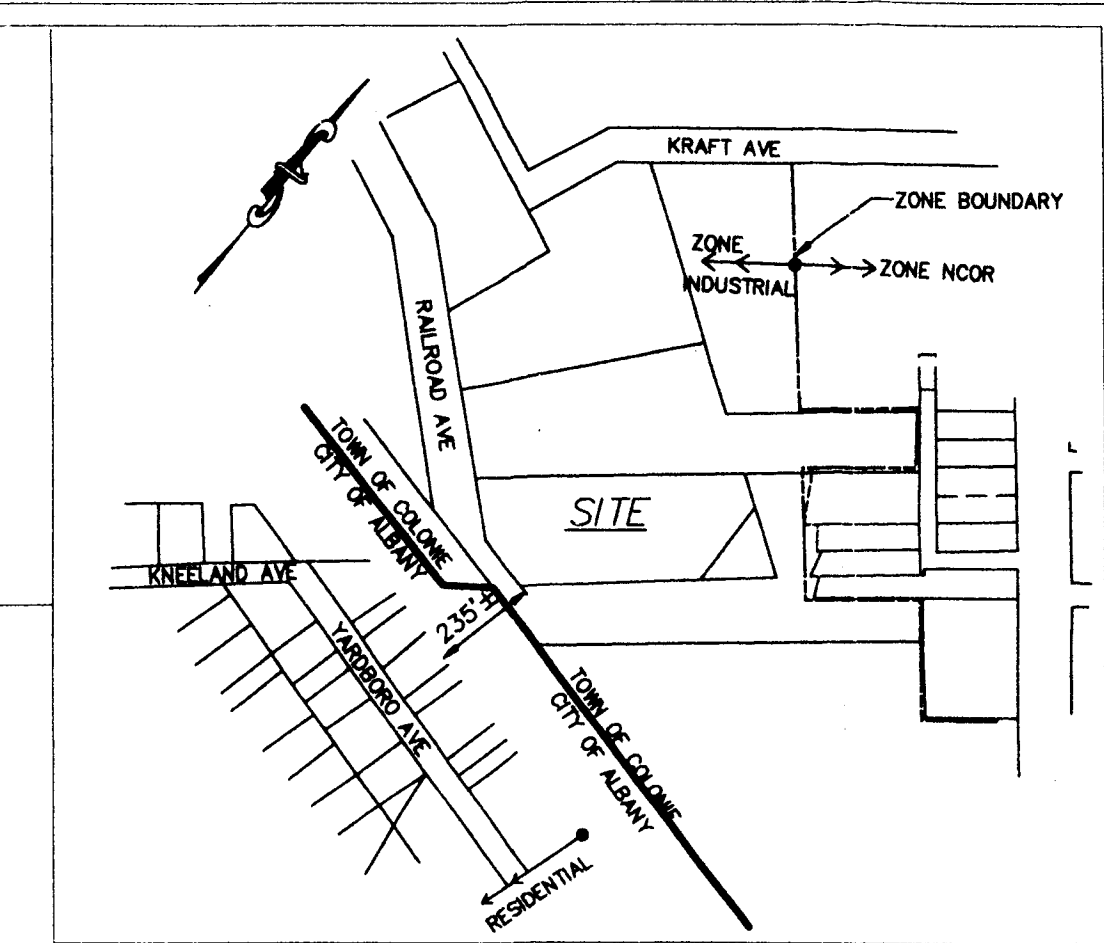 KRAFT AVE
ZONE BOUNDARY
ZONE
INDUSTRIAL
ZONE NCOR
RAILROAD AVE
TOWN OF COLONIE
CITY OF ALBANY
SITE
KNEELAND AVE
235'±
YARDBORO AVE
TOWN OF COLONIE
CITY OF ALBANY
RESIDENTIAL